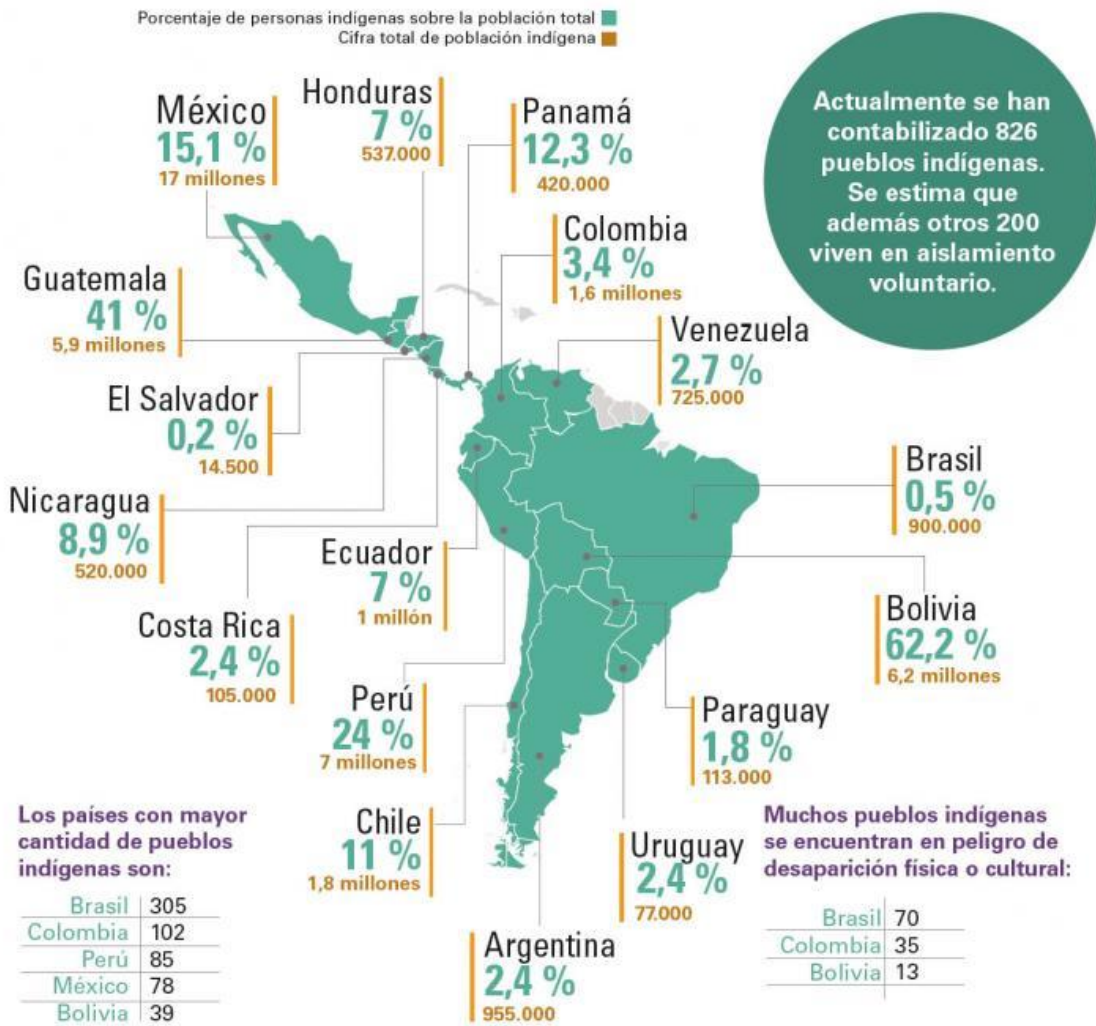 Porcentaje de personas indígenas sobre la población total
Cifra total de población indígena
México
15,1 %
17 millones
Honduras
7 %
537.000
Panamá
12,3 %
420.000
Actualmente se han
contabilizado 826
pueblos indígenas.
Se estima que
además otros 200
viven en aislamiento
voluntario.
Colombia
3,4 %
1,6 millones
Guatemala
41 %
5,9 millones
Venezuela
2,7 %
725.000
El Salvador
0,2 %
14.500
Brasil
0,5 %
900.000
Nicaragua
8,9 %
520.000
Ecuador
7 %
1 millón
Bolivia
62,2 %
6,2 millones
Costa Rica
2,4 %
105.000
Perú
24 %
7 millones
Paraguay
1,8 %
113.000
Chile
11 %
1,8 millones
Uruguay
2,4 %
77.000
Argentina
2,4 %
955.000
Los países con mayor
cantidad de pueblos
indígenas son:
Brasil 305
Colombia 102
Perú 85
México 78
Bolivia 39
Muchos pueblos indígenas
se encuentran en peligro de
desaparición física o cultural:
Brasil 70
Colombia 35
Bolivia 13